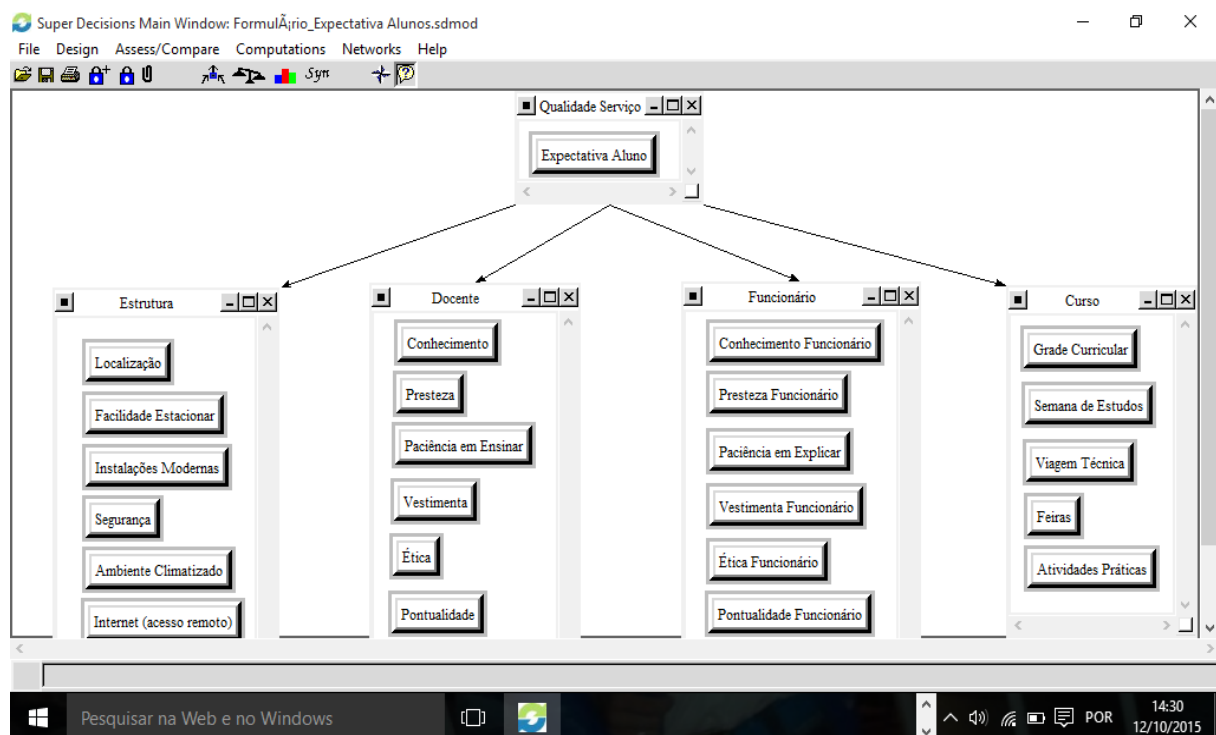 Super Decisions Main Window: FormulÃ¡rio_Expectativa Alunos.sdmod
File Design Assess/Compare Computations Networks Help
Syn
Qualidade Serviço
Expectativa Aluno
Estrutura
Localização
Facilidade Estacionar
Instalações Modernas
Segurança
Ambiente Climatizado
Internet (acesso remoto)
Docente
Conhecimento
Presteza
Paciência em Ensinar
Vestimenta
Ética
Pontualidade
Funcionário
Conhecimento Funcionário
Presteza Funcionário
Paciência em Explicar
Vestimenta Funcionário
Ética Funcionário
Pontualidade Funcionário
Curso
Grade Curricular
Semana de Estudos
Viagem Técnica
Feiras
Atividades Práticas
Pesquisar na Web e no Windows
POR
14:30
12/10/2015